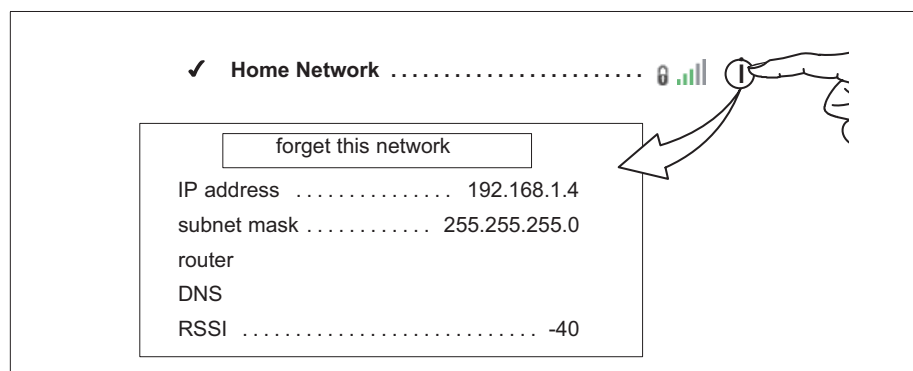 ✓ Home Network ........................
forget this network
IP address ............... 192.168.1.4
subnet mask ............ 255.255.255.0
router
DNS
RSSI ............................ -40